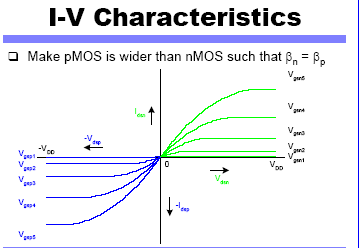 I-V Characteristics
❑ Make pMOS is wider than nMOS such that βn = βp
Vgsn5
Idsn
Vgsn4
Vgsn3
-VDD
-Vdsp
Vgsn2
Vgsp1
0
VDD
Vgsn1
Vgsp2
Vgsp3
Vdsn
Vgsp4
-Idsp
Vgsp5